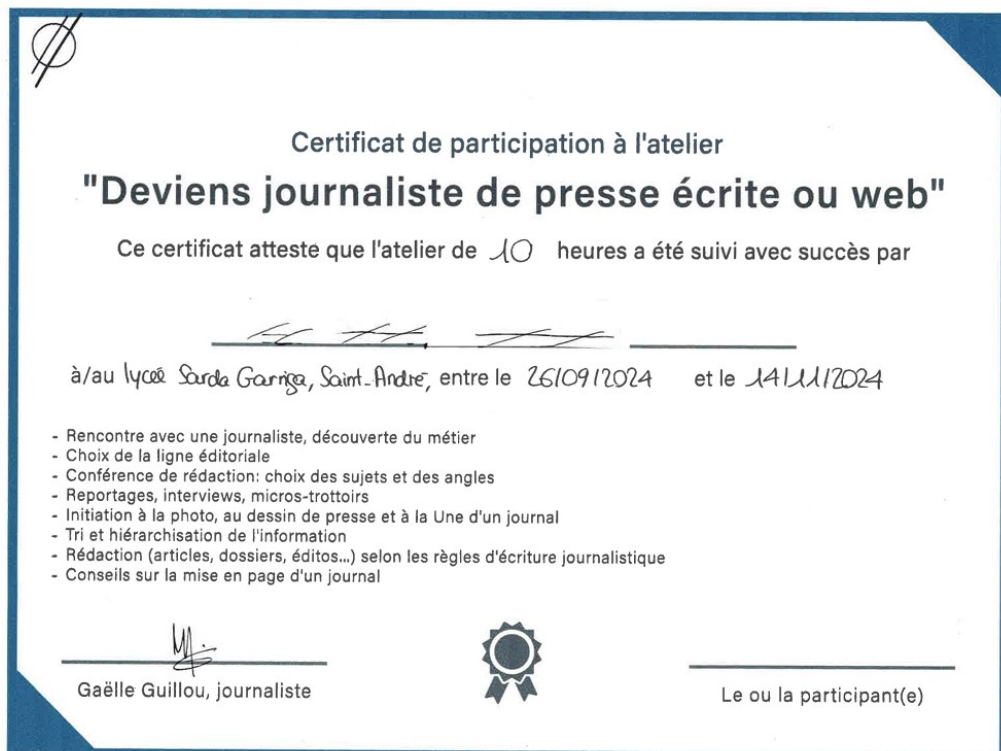 Certificat de participation à l'atelier
"Deviens journaliste de presse écrite ou web"
Ce certificat atteste que l'atelier de 10 heures a été suivi avec succès par
à/au lycée Sarda Garriga, Saint-André, entre le 26/09/2024 et le 14/11/2024
- Rencontre avec une journaliste, découverte du métier
- Choix de la ligne éditoriale
- Conférence de rédaction: choix des sujets et des angles
- Reportages, interviews, micros-trottoirs
- Initiation à la photo, au dessin de presse et à la Une d'un journal
- Tri et hiérarchisation de l'information
- Rédaction (articles, dossiers, éditos...) selon les règles d'écriture journalistique
- Conseils sur la mise en page d'un journal
Gaëlle Guillou, journaliste
Le ou la participant(e)